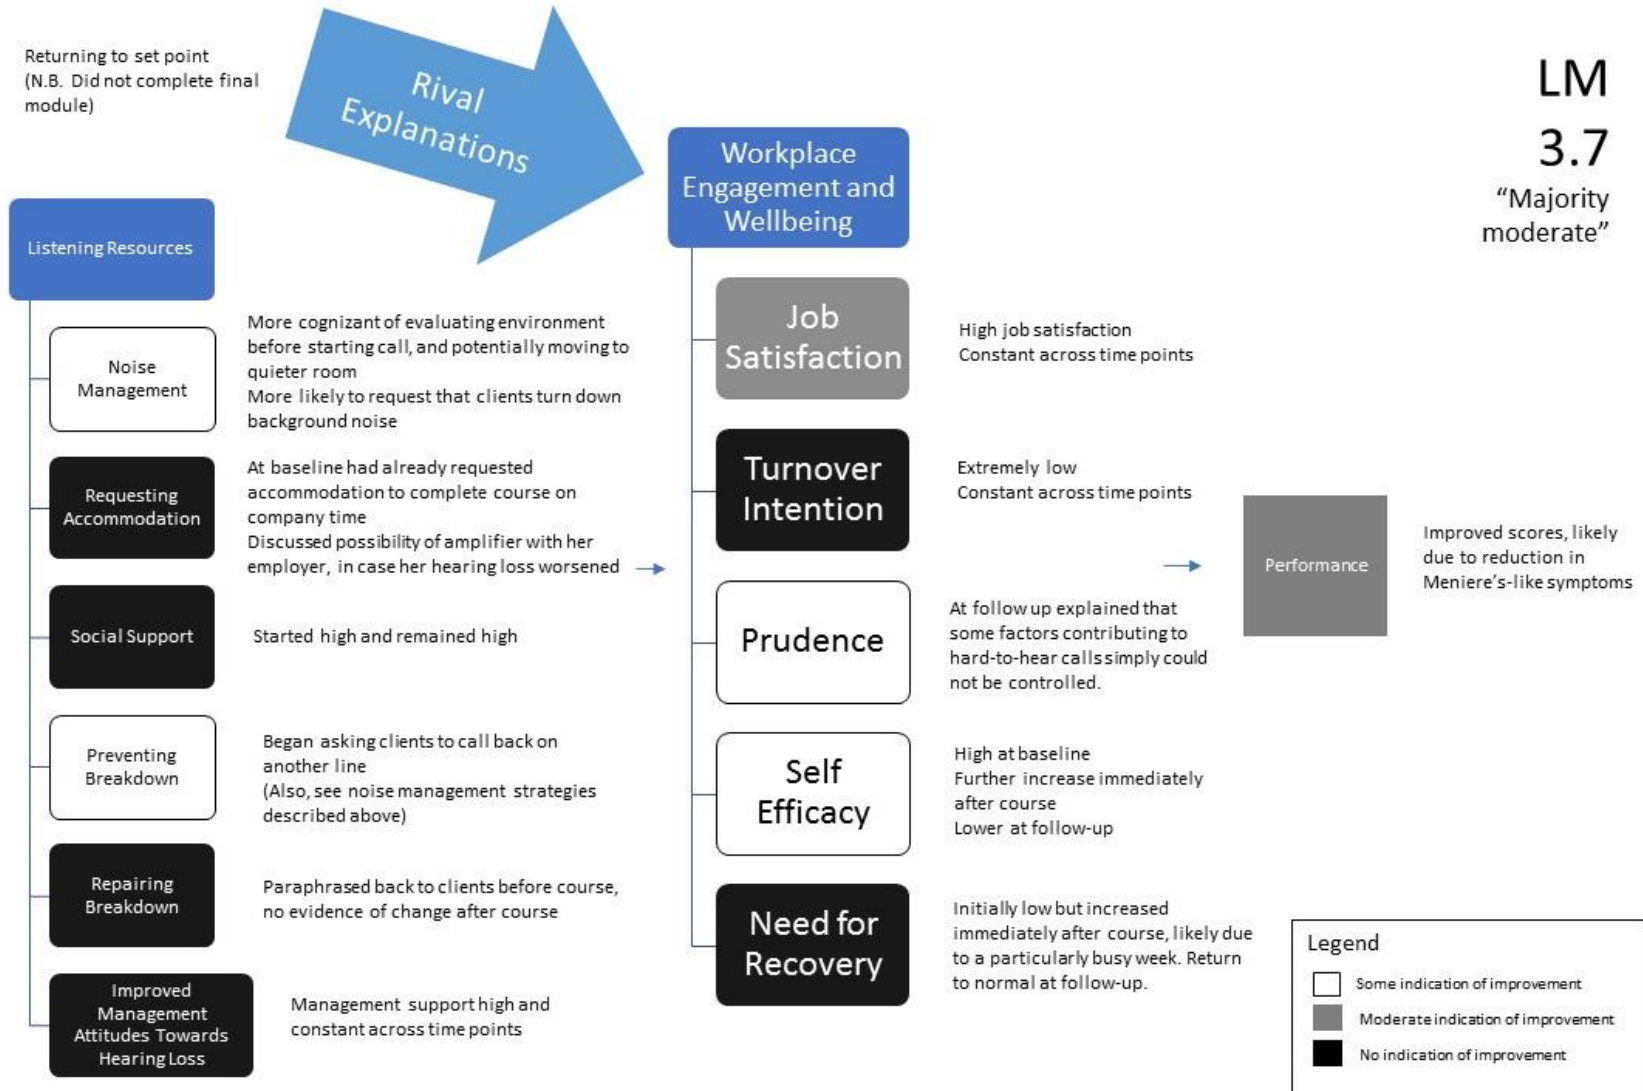 Returning to set point
(N.B. Did not complete final
module)
Rival
Explanations
LM
3.7
“Majority
moderate”
Listening Resources
Noise
Management
More cognizant of evaluating environment
before starting call, and potentially moving to
quieter room
More likely to request that clients turn down
background noise
Requesting
Accommodation
At baseline had already requested
accommodation to complete course on
company time
Discussed possibility of amplifier with her
employer, in case her hearing loss worsened
Social Support
Started high and remained high
Preventing
Breakdown
Began asking clients to call back on
another line
(Also, see noise management strategies
described above)
Repairing
Breakdown
Paraphrased back to clients before course,
no evidence of change after course
Improved
Management
Attitudes Towards
Hearing Loss
Management support high and
constant across time points
Workplace
Engagement and
Wellbeing
Job
Satisfaction
High job satisfaction
Constant across time points
Turnover
Intention
Extremely low
Constant across time points
Prudence
At follow up explained that
some factors contributing to
hard-to-hear calls simply could
not be controlled.
Self
Efficacy
High at baseline
Further increase immediately
after course
Lower at follow-up
Need for
Recovery
Initially low but increased
immediately after course, likely due
to a particularly busy week. Return
to normal at follow-up.
Performance
Improved scores, likely
due to reduction in
Meniere’s-like symptoms
Legend
Some indication of improvement
Moderate indication of improvement
No indication of improvement